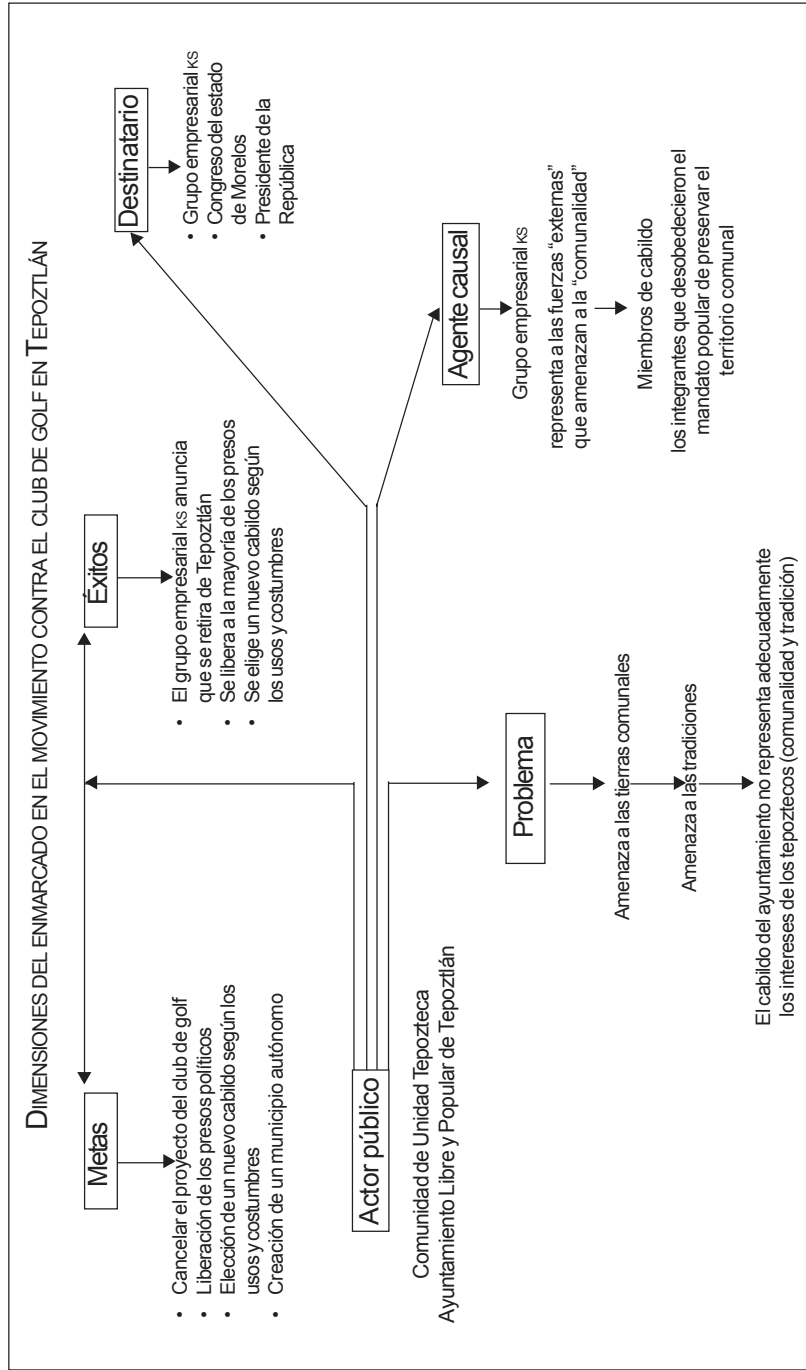 DIMENSIONES DEL ENMARCADO EN EL MOVIMIENTO CONTRA EL CLUB DE GOLF EN TEPOZTLÁN
Metas
• Cancelar el proyecto del club de golf
• Liberación de los presos políticos
• Elección de un nuevo cabildo según los
usos y costumbres
• Creación de un municipio autónomo
Éxitos
• El grupo empresarial KS anuncia
que se retira de Tepoztlán
• Se libera a la mayoría de los presos
• Se elige un nuevo cabildo según
los usos y costumbres
Destinatario
• Grupo empresarial KS
• Congreso del estado
de Morelos
• Presidente de la
República
Actor público
Comunidad de Unidad Tepozteca
Ayuntamiento Libre y Popular de Tepoztlán
Problema
Amenaza a las tierras comunales
Amenaza a las tradiciones
El cabildo del ayuntamiento no representa adecuadamente
los intereses de los tepoztecos (comunalidad y tradición)
Agente causal
Grupo empresarial KS
representa a las fuerzas “externas”
que amenazan a la “comunalidad”
Miembros de cabildo
los integrantes que desobedecieron el
mandato popular de preservar el
territorio comunal